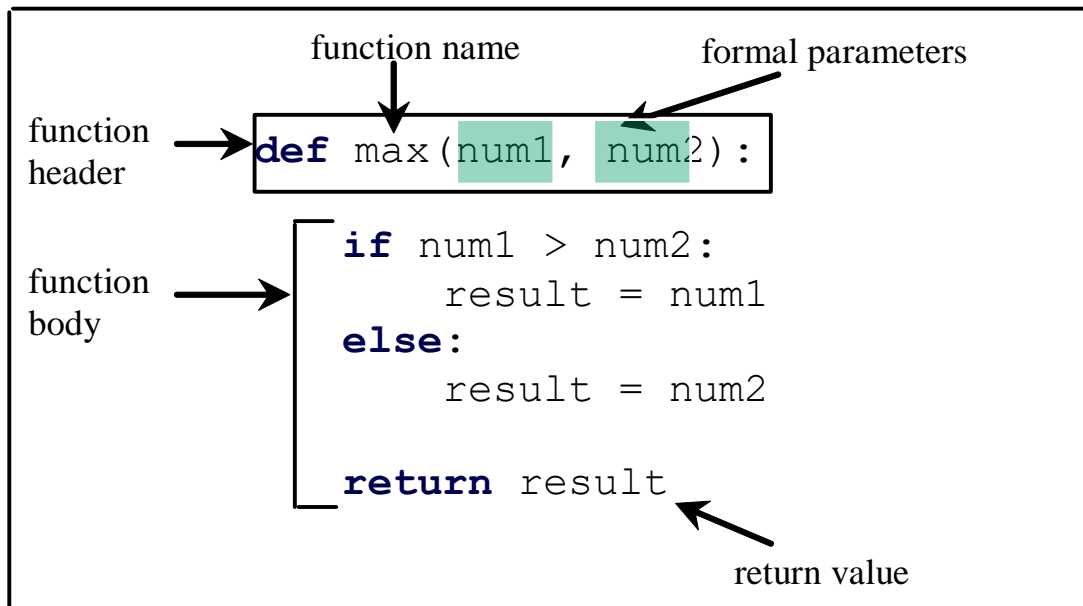 function name
formal parameters
function
header
def max(num1, num2):
function
body
if num1 > num2:
result = num1
else:
result = num2
return result
return value